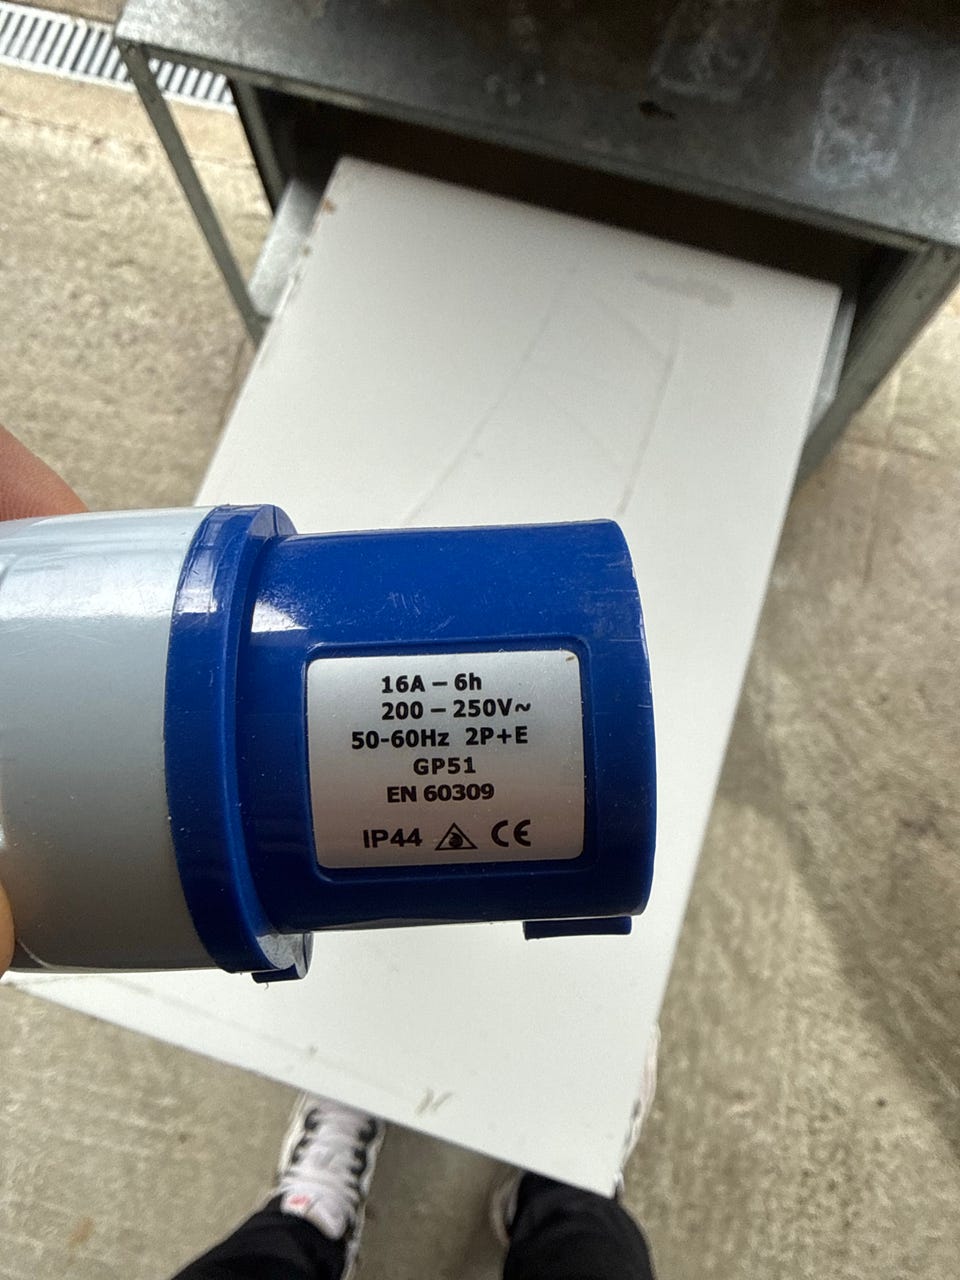 16A – 6h
200 – 250V~
50-60Hz 2P+E
GP51
EN 60309
IP44 CE